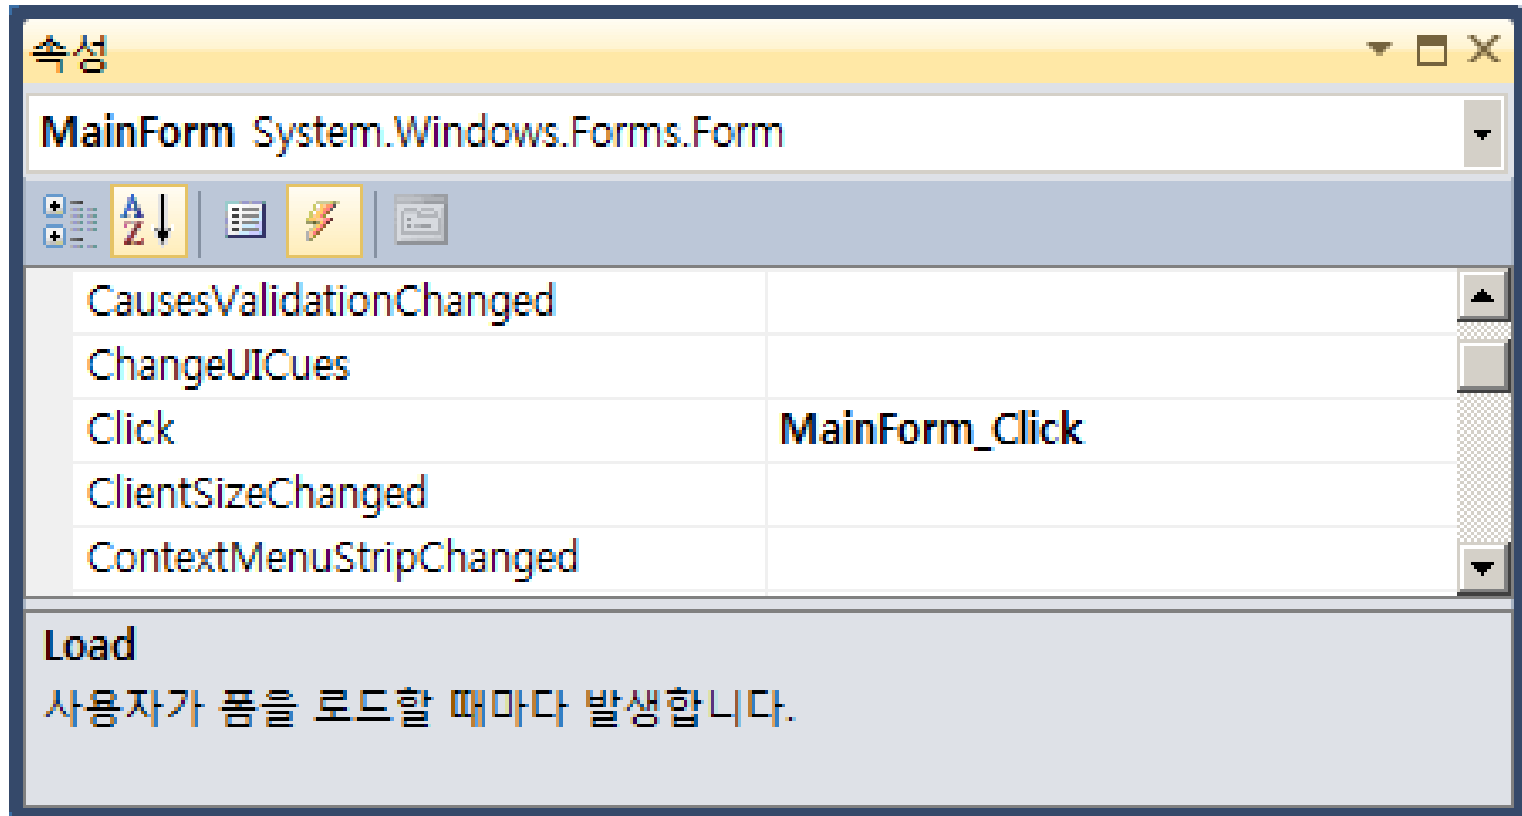 속성
MainForm System.Windows.Forms.Form
A
Z
CausesValidationChanged
ChangeUICues
Click MainForm_Click
ClientSizeChanged
ContextMenuStripChanged
Load
사용자가 폼을 로드할 때마다 발생합니다.